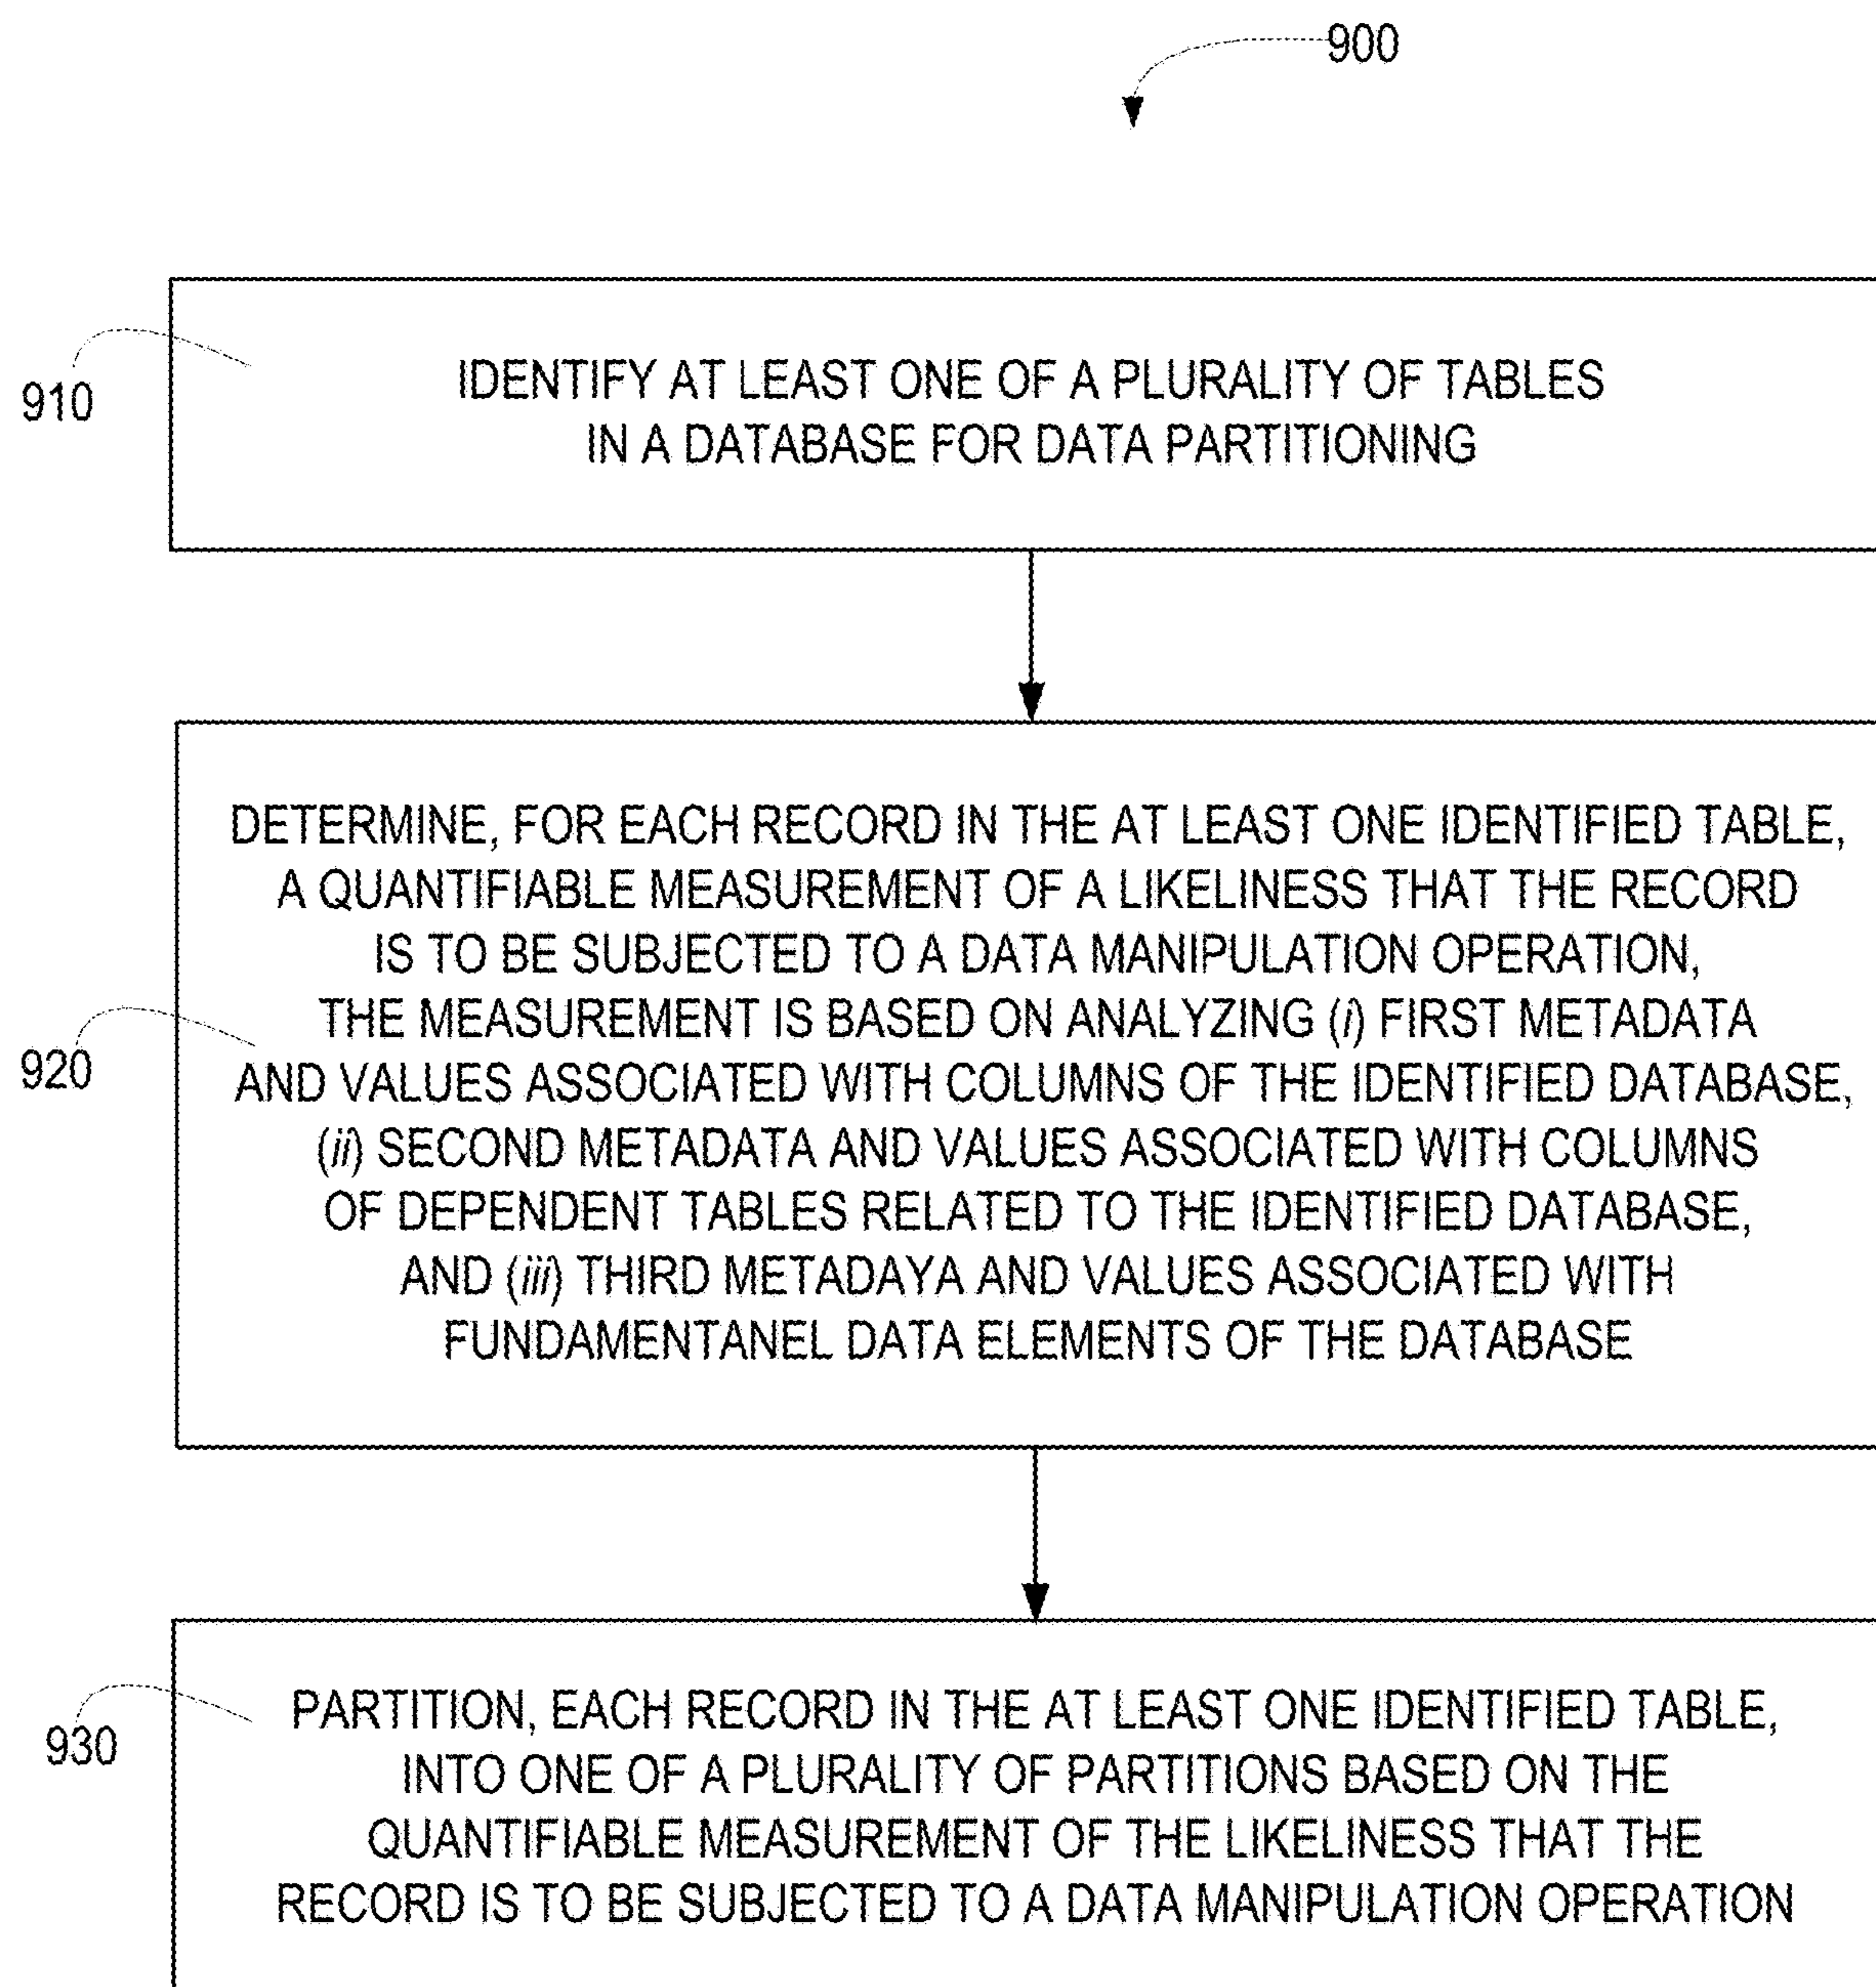 900
910
IDENTIFY AT LEAST ONE OF A PLURALITY OF TABLES
IN A DATABASE FOR DATA PARTITIONING
920
DETERMINE, FOR EACH RECORD IN THE AT LEAST ONE IDENTIFIED TABLE,
A QUANTIFIABLE MEASUREMENT OF A LIKELINESS THAT THE RECORD
IS TO BE SUBJECTED TO A DATA MANIPULATION OPERATION,
THE MEASUREMENT IS BASED ON ANALYZING (i) FIRST METADATA
AND VALUES ASSOCIATED WITH COLUMNS OF THE IDENTIFIED DATABASE,
(ii) SECOND METADATA AND VALUES ASSOCIATED WITH COLUMNS
OF DEPENDENT TABLES RELATED TO THE IDENTIFIED DATABASE,
AND (iii) THIRD METADAYA AND VALUES ASSOCIATED WITH
FUNDAMENTANEL DATA ELEMENTS OF THE DATABASE
930
PARTITION, EACH RECORD IN THE AT LEAST ONE IDENTIFIED TABLE,
INTO ONE OF A PLURALITY OF PARTITIONS BASED ON THE
QUANTIFIABLE MEASUREMENT OF THE LIKELINESS THAT THE
RECORD IS TO BE SUBJECTED TO A DATA MANIPULATION OPERATION